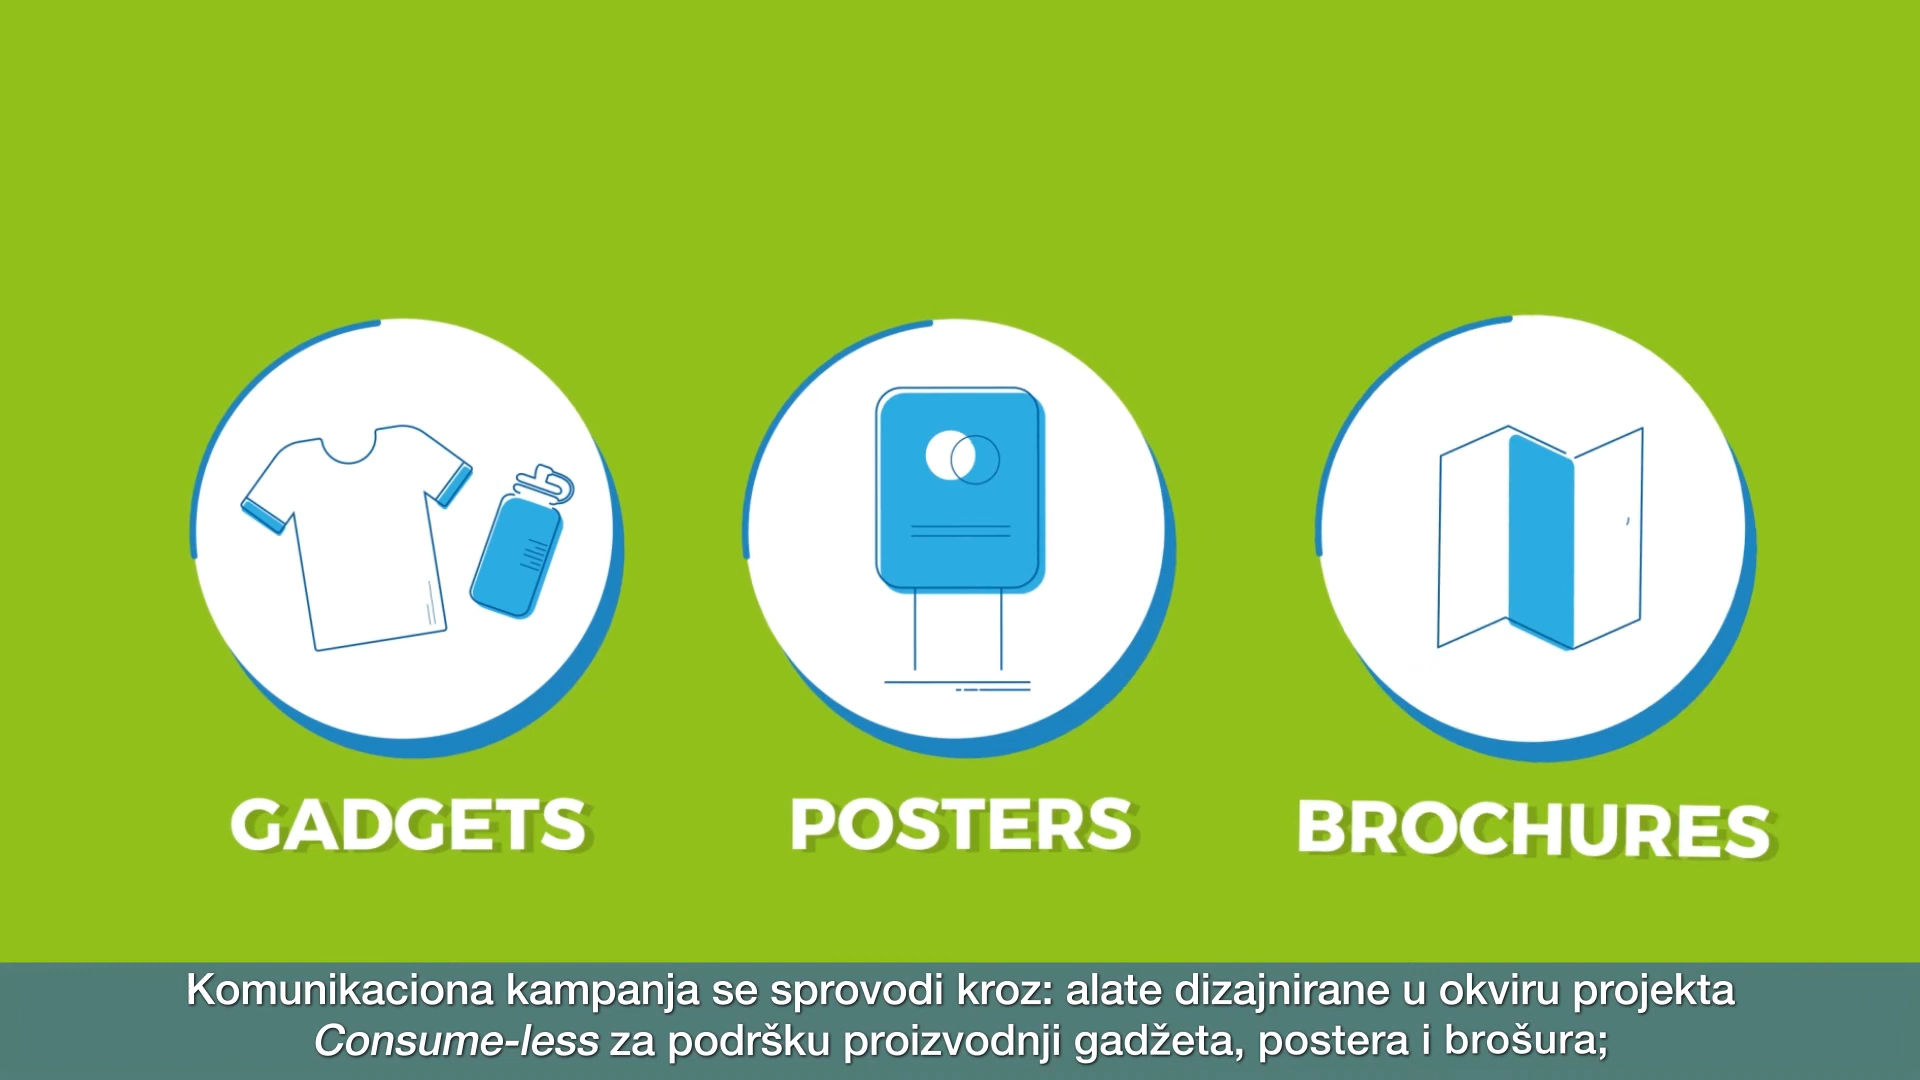 GADGETS
POSTERS
BROCHURES
Komunikaciona kampanja se sprovodi kroz: alate dizajnirane u okviru projekta
Consume-less za podršku proizvodnji gadžeta, postera i brošura;